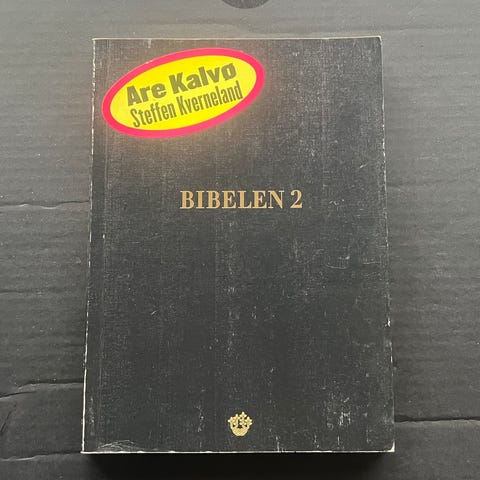 Are Kalvø
Steffen Kverneland
BIBELEN 2